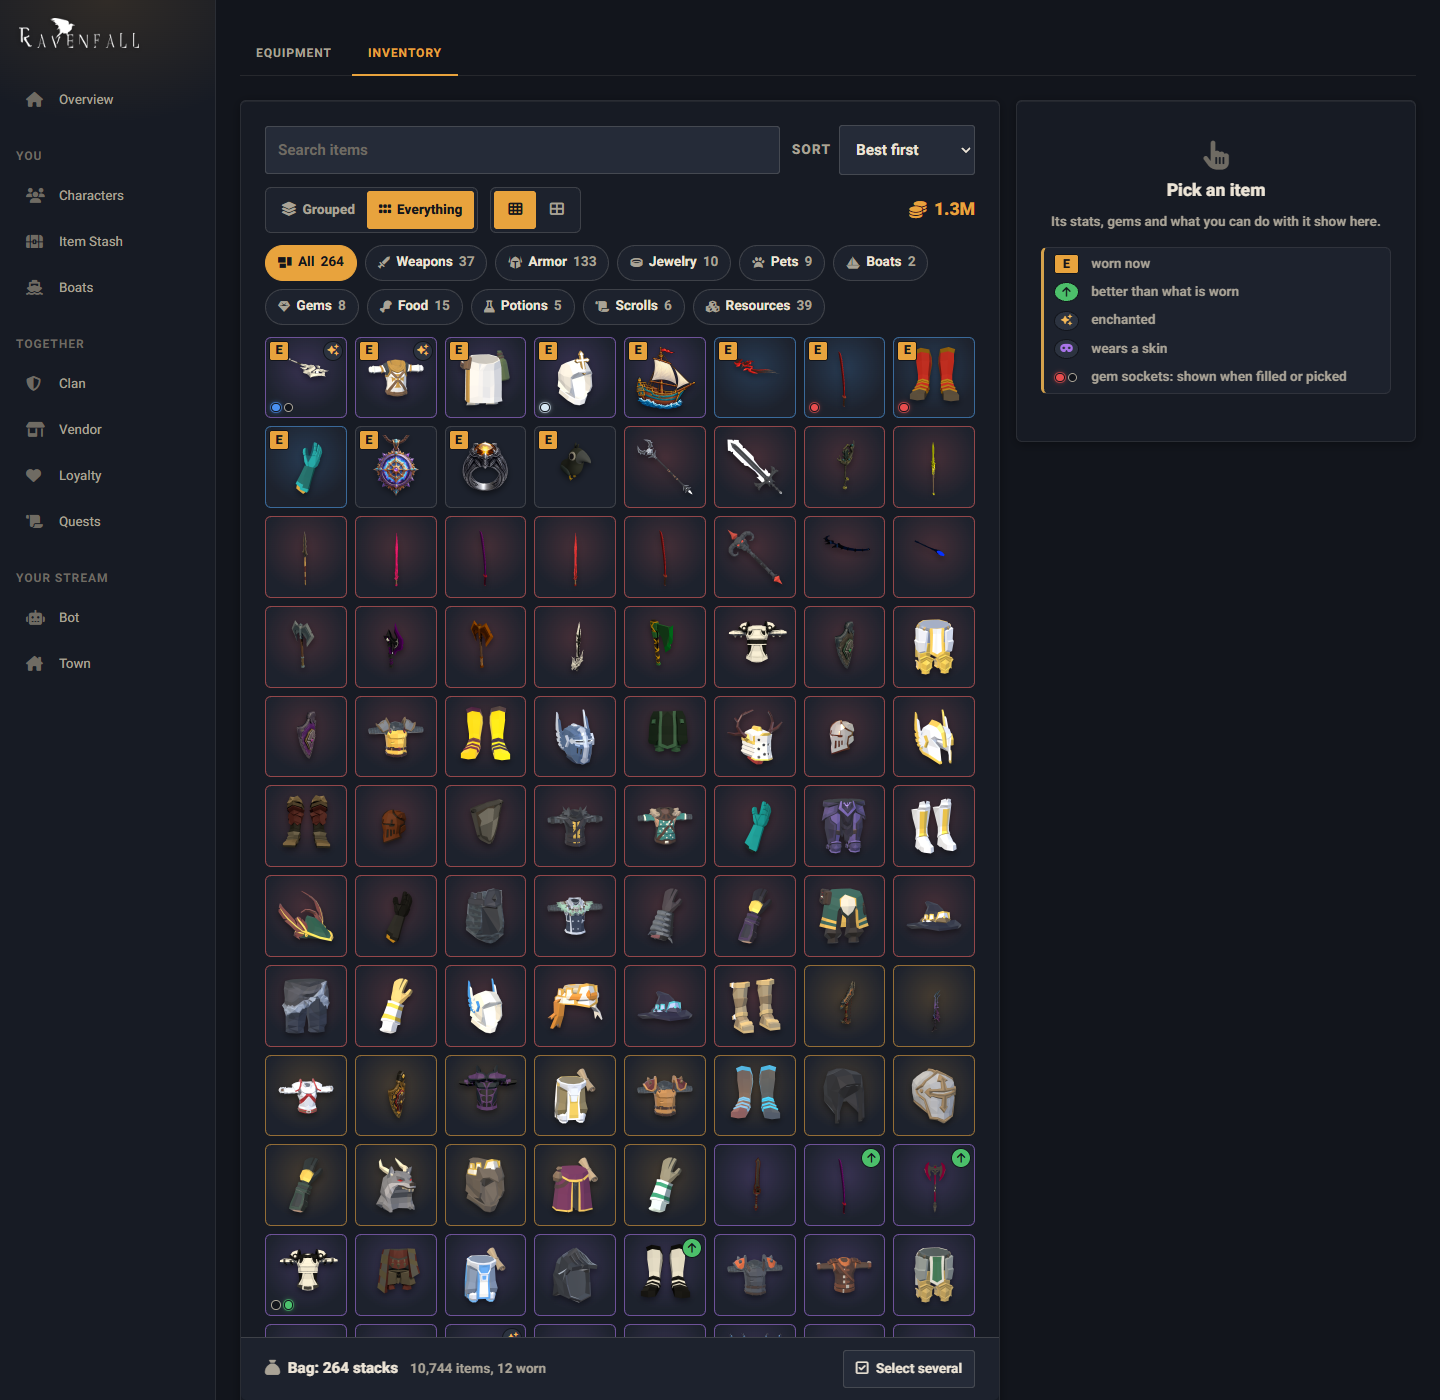 RAVENFALL
Overview
YOU
Characters
Item Stash
Boats
TOGETHER
Clan
Vendor
Loyalty
Quests
YOUR STREAM
Bot
Town
EQUIPMENT
INVENTORY
Search items
SORT
Best first
Grouped
Everything
1.3M
All 264
Weapons 37
Armor 133
Jewelry 10
Pets 9
Boats 2
Gems 8
Food 15
Potions 5
Scrolls 6
Resources 39
E E E E E E E E
E E E E
Bag: 264 stacks 10,744 items, 12 worn
Select several
Pick an item
Its stats, gems and what you can do with it show here.
E worn now
better than what is worn
enchanted
wears a skin
gem sockets: shown when filled or picked